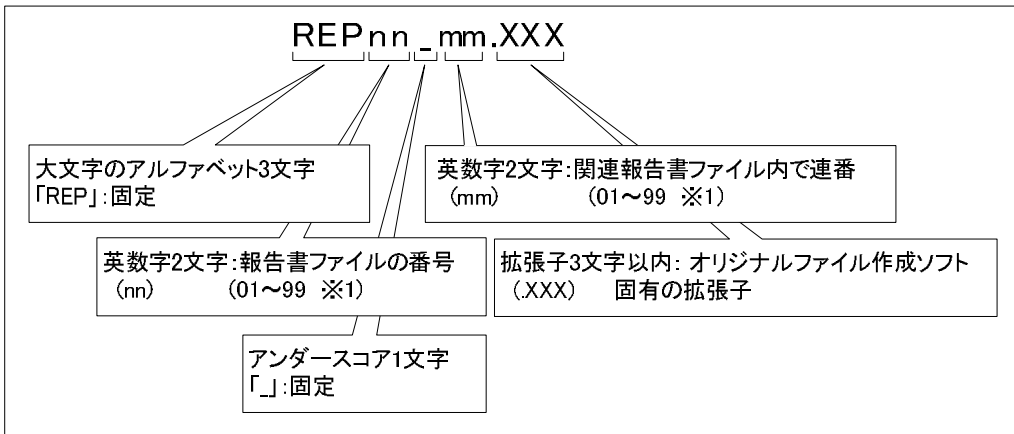 REPnn_mm.XXX
大文字のアルファベット3文字
「REP」:固定
英数字2文字:関連報告書ファイル内で連番
(mm) (01～99 ※1)
英数字2文字:報告書ファイルの番号
(nn) (01～99 ※1)
拡張子3文字以内: オリジナルファイル作成ソフト
(.XXX) 固有の拡張子
アンダースコア1文字
「_」:固定